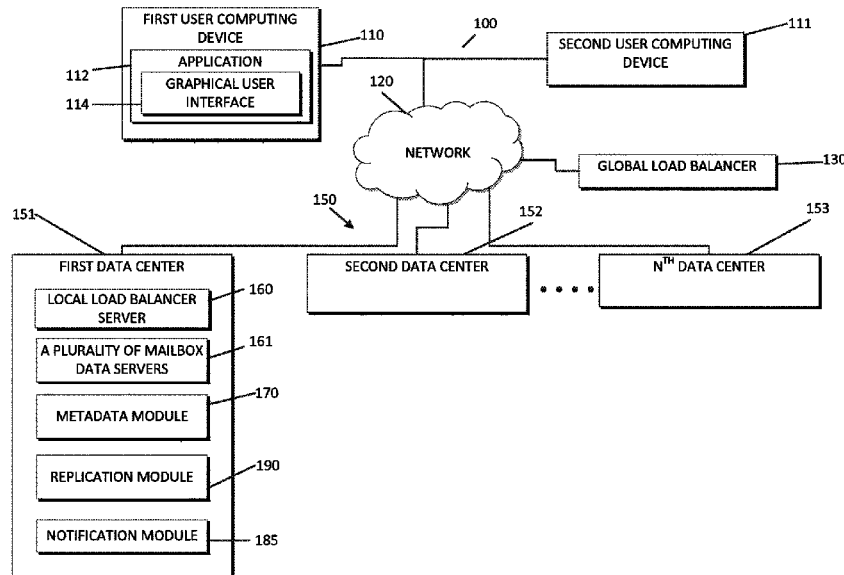 FIRST USER COMPUTING
DEVICE
110
100
SECOND USER COMPUTING
DEVICE
111
112
APPLICATION
114
GRAPHICAL USER
INTERFACE
120
NETWORK
GLOBAL LOAD BALANCER
130
151
150
152
153
FIRST DATA CENTER
SECOND DATA CENTER
NTH DATA CENTER
LOCAL LOAD BALANCER
SERVER
160
A PLURALITY OF MAILBOX
DATA SERVERS
161
METADATA MODULE
170
REPLICATION MODULE
190
NOTIFICATION MODULE
185